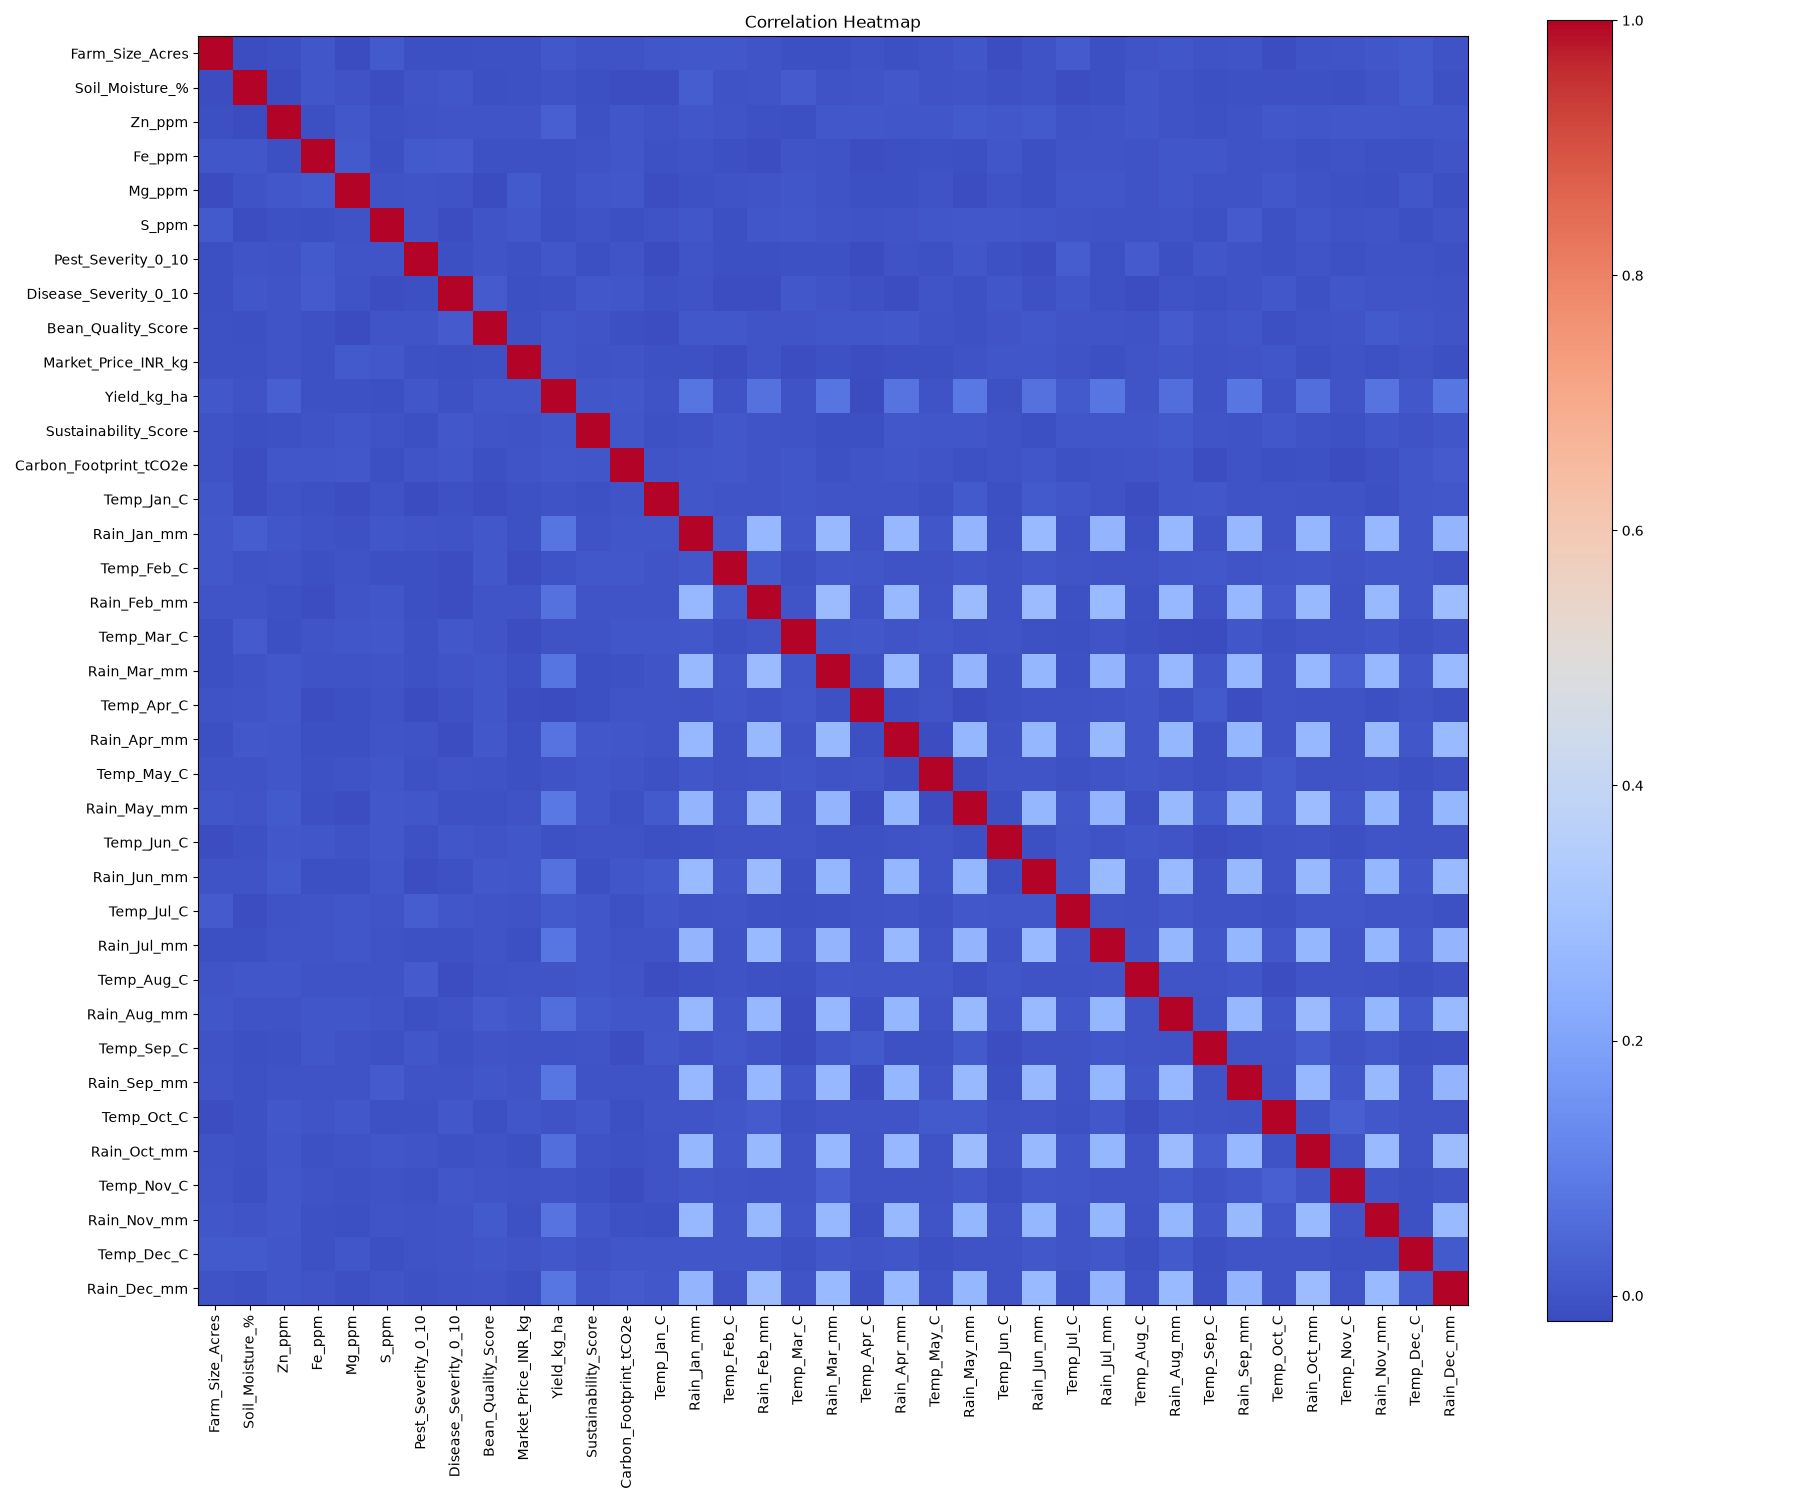 Correlation Heatmap
Farm_Size_Acres
Soil_Moisture_%
Zn_ppm
Fe_ppm
Mg_ppm
S_ppm
Pest_Severity_0_10
Disease_Severity_0_10
Bean_Quality_Score
Market_Price_INR_kg
Yield_kg_ha
Sustainability_Score
Carbon_Footprint_tCO2e
Temp_Jan_C
Rain_Jan_mm
Temp_Feb_C
Rain_Feb_mm
Temp_Mar_C
Rain_Mar_mm
Temp_Apr_C
Rain_Apr_mm
Temp_May_C
Rain_May_mm
Temp_Jun_C
Rain_Jun_mm
Temp_Jul_C
Rain_Jul_mm
Temp_Aug_C
Rain_Aug_mm
Temp_Sep_C
Rain_Sep_mm
Temp_Oct_C
Rain_Oct_mm
Temp_Nov_C
Rain_Nov_mm
Temp_Dec_C
Rain_Dec_mm
Farm_Size_Acres
Soil_Moisture_%
Zn_ppm
Fe_ppm
Mg_ppm
S_ppm
Pest_Severity_0_10
Disease_Severity_0_10
Bean_Quality_Score
Market_Price_INR_kg
Yield_kg_ha
Sustainability_Score
Carbon_Footprint_tCO2e
Temp_Jan_C
Rain_Jan_mm
Temp_Feb_C
Rain_Feb_mm
Temp_Mar_C
Rain_Mar_mm
Temp_Apr_C
Rain_Apr_mm
Temp_May_C
Rain_May_mm
Temp_Jun_C
Rain_Jun_mm
Temp_Jul_C
Rain_Jul_mm
Temp_Aug_C
Rain_Aug_mm
Temp_Sep_C
Rain_Sep_mm
Temp_Oct_C
Rain_Oct_mm
Temp_Nov_C
Rain_Nov_mm
Temp_Dec_C
Rain_Dec_mm
1.0
0.8
0.6
0.4
0.2
0.0